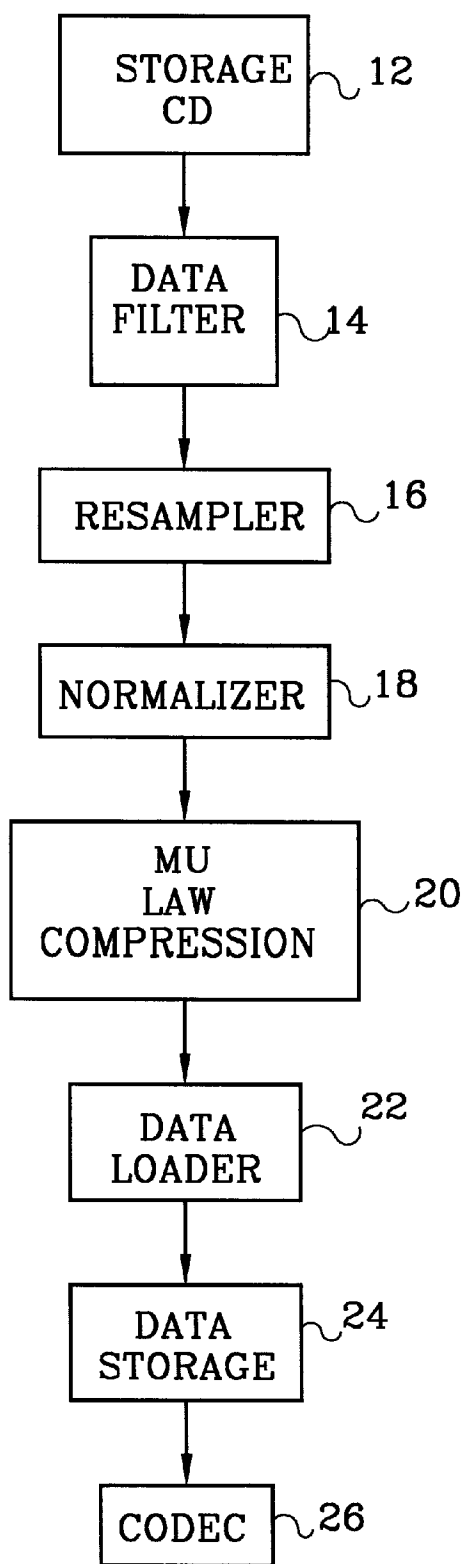 STORAGE
CD
12
DATA
FILTER
14
RESAMPLER
16
NORMALIZER
18
MU
LAW
COMPRESSION
20
DATA
LOADER
22
DATA
STORAGE
24
CODEC
26